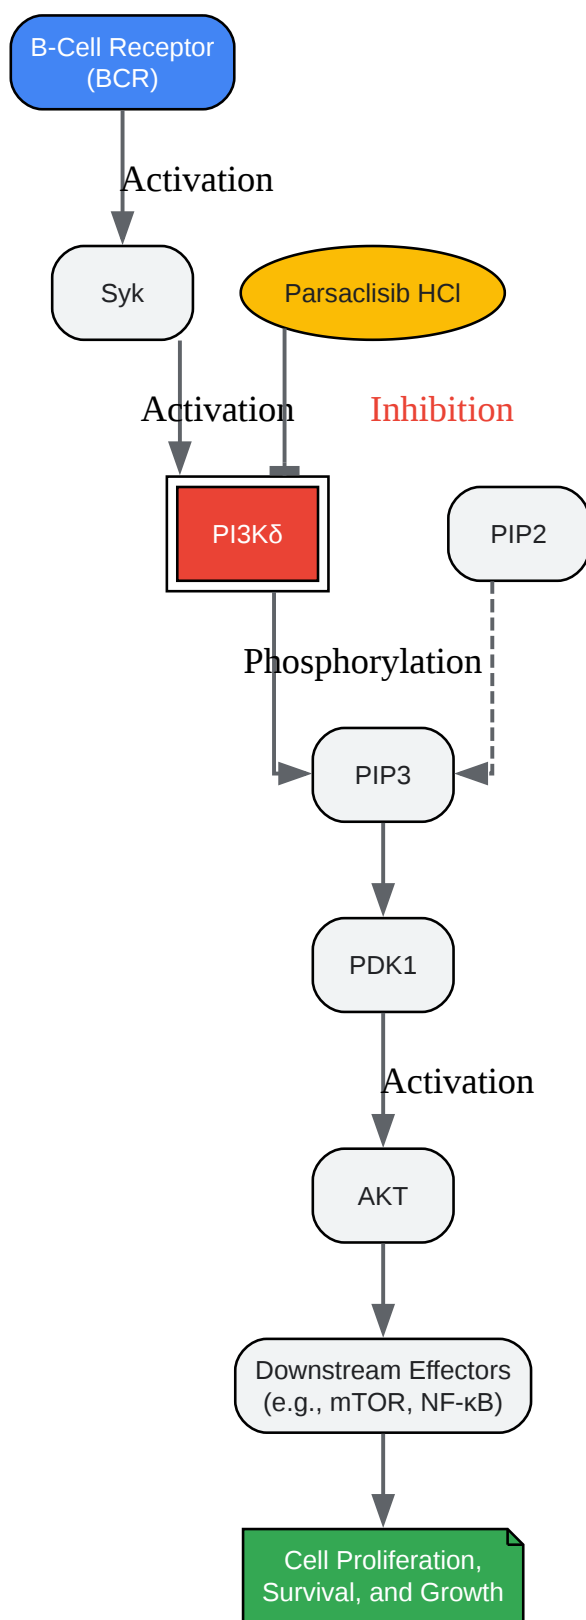 B-Cell Receptor
(BCR)
Activation
Syk
Parsaclisib HCl
Activation
Inhibition
PI3Kδ
PIP2
Phosphorylation
PIP3
PDK1
Activation
AKT
Downstream Effectors
(e.g., mTOR, NF-κB)
Cell Proliferation,
Survival, and Growth